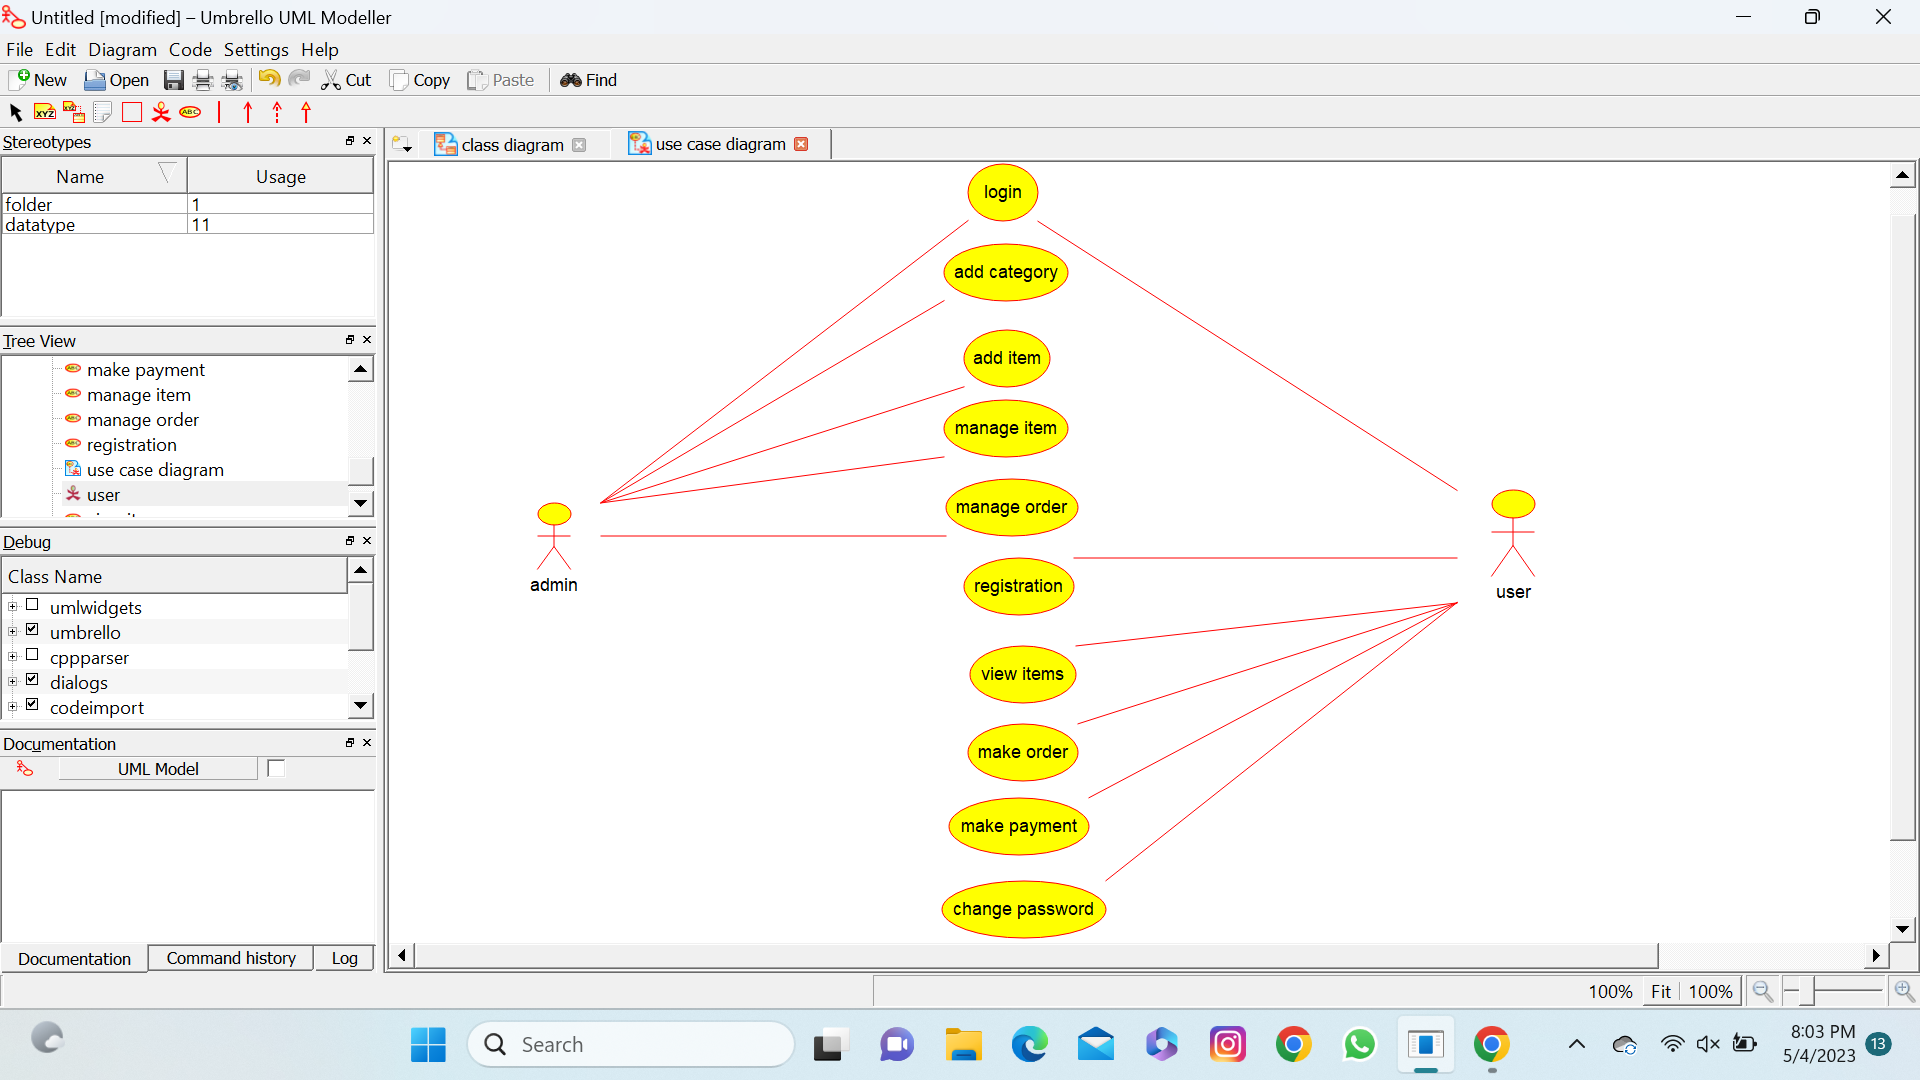 Untitled [modified] – Umbrello UML Modeller
File Edit Diagram Code Settings Help
New Open Cut Copy Paste Find
XYZ XYZ ABC
Stereotypes
class diagram use case diagram
Name Usage
folder 1
datatype 11
Tree View
make payment
manage item
manage order
registration
use case diagram
user
Debug
Class Name
umlwidgets
umbrello
cppparser
dialogs
codeimport
Documentation
UML Model
Documentation Command history Log
login
add category
add item
manage item
manage order
admin
registration
user
view items
make order
make payment
change password
100% Fit 100%
Search
8:03 PM
5/4/2023
13